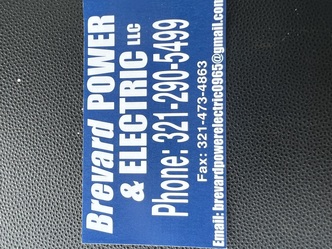 Brevard POWER
& ELECTRIC LLC
Phone: 321-290-5499
Fax: 321-473-4863
Email: brevardpowerelectric0965@gmail.com